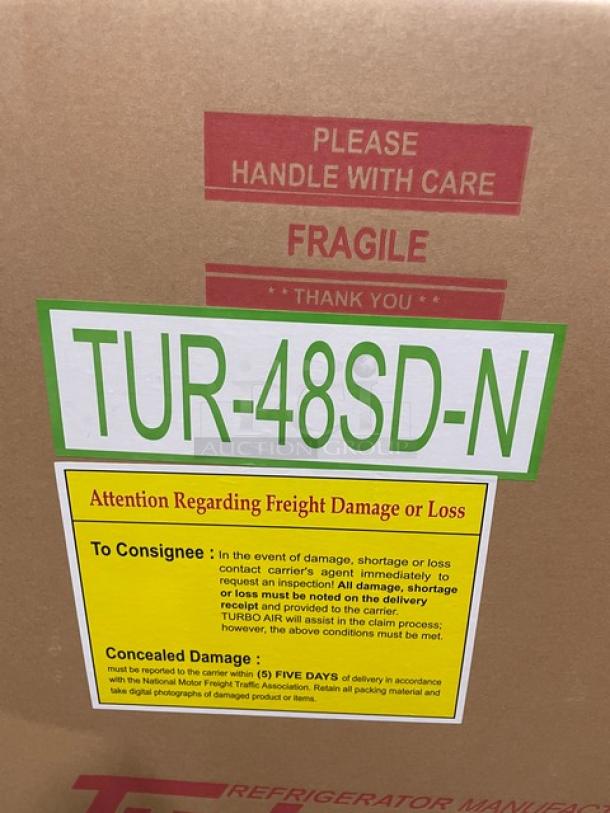 PLEASE
HANDLE WITH CARE
FRAGILE
** THANK YOU **
TUR-48SD-N
AUCTION GROUP
Attention Regarding Freight Damage or Loss
To Consignee : In the event of damage, shortage or loss
contact carrier's agent immediately to
request an inspection! All damage, shortage
or loss must be noted on the delivery
receipt and provided to the carrier.
TURBO AIR will assist in the claim process;
however, the above conditions must be met.
Concealed Damage :
must be reported to the carrier within (5) FIVE DAYS of delivery in accordance
with the National Motor Freight Traffic Association. Retain all packing material and
take digital photographs of damaged product or items.
REFRIGERATOR